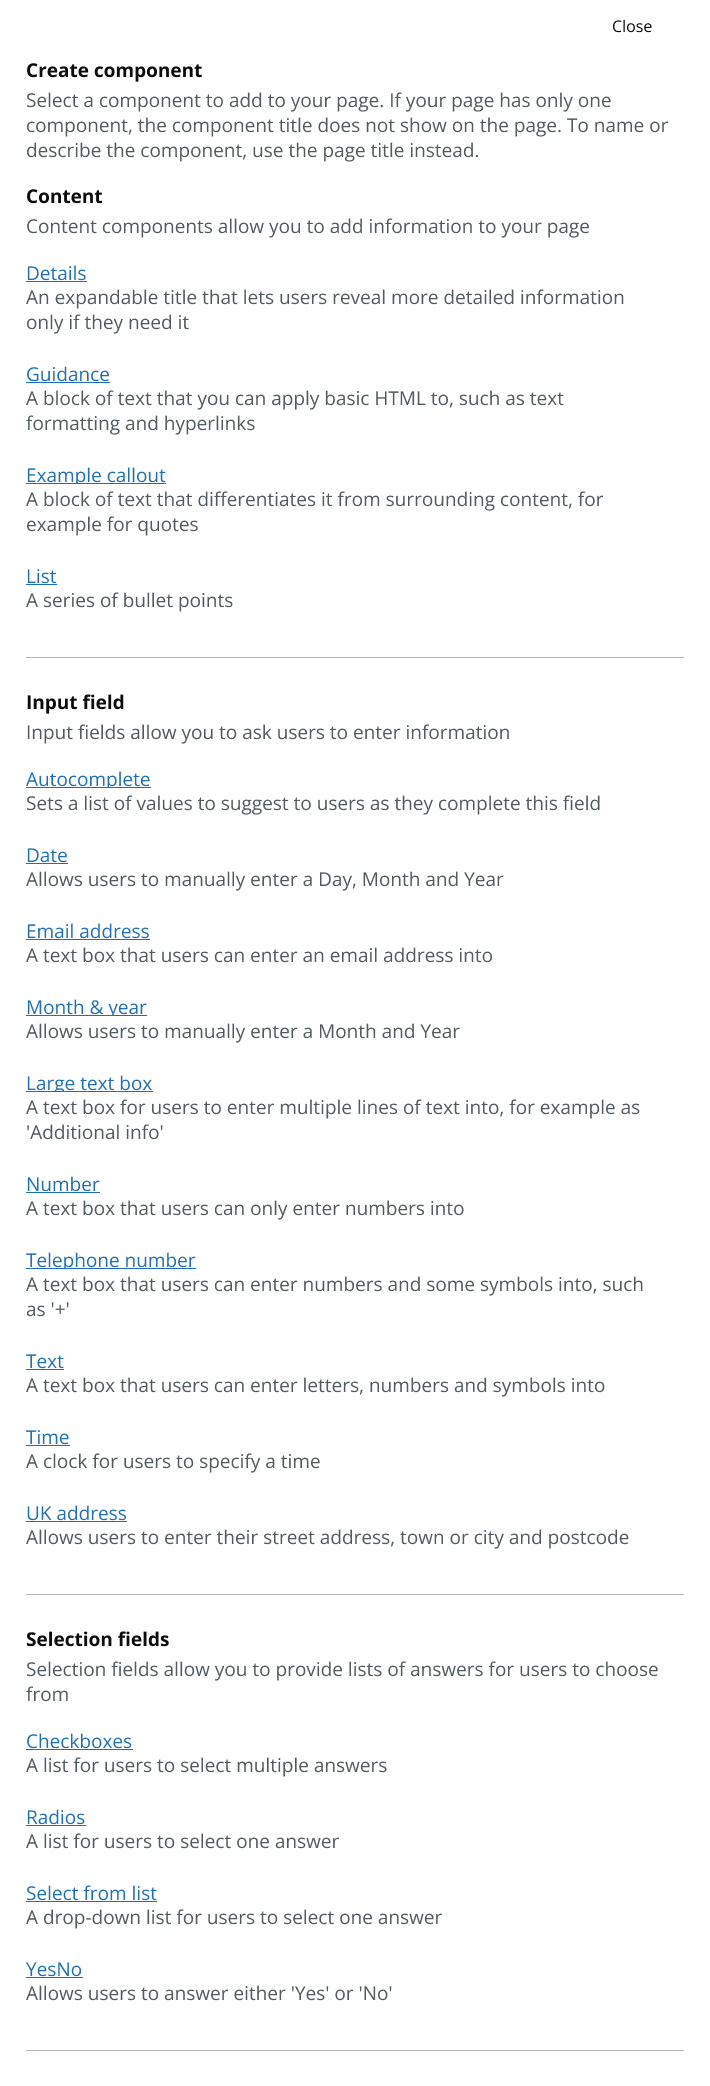 Close
Create component
Select a component to add to your page. If your page has only one
component, the component title does not show on the page. To name or
describe the component, use the page title instead.
Content
Content components allow you to add information to your page
Details
An expandable title that lets users reveal more detailed information
only if they need it
Guidance
A block of text that you can apply basic HTML to, such as text
formatting and hyperlinks
Example callout
A block of text that differentiates it from surrounding content, for
example for quotes
List
A series of bullet points
Input field
Input fields allow you to ask users to enter information
Autocomplete
Sets a list of values to suggest to users as they complete this field
Date
Allows users to manually enter a Day, Month and Year
Email address
A text box that users can enter an email address into
Month & year
Allows users to manually enter a Month and Year
Large text box
A text box for users to enter multiple lines of text into, for example as
'Additional info'
Number
A text box that users can only enter numbers into
Telephone number
A text box that users can enter numbers and some symbols into, such
as '+'
Text
A text box that users can enter letters, numbers and symbols into
Time
A clock for users to specify a time
UK address
Allows users to enter their street address, town or city and postcode
Selection fields
Selection fields allow you to provide lists of answers for users to choose
from
Checkboxes
A list for users to select multiple answers
Radios
A list for users to select one answer
Select from list
A drop-down list for users to select one answer
YesNo
Allows users to answer either 'Yes' or 'No'